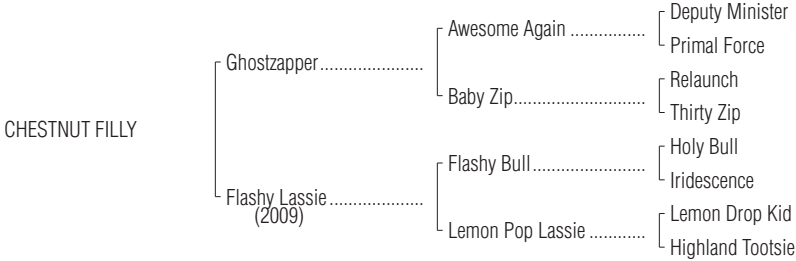 Deputy Minister
Awesome Again ................
Primal Force
Ghostzapper......................
Relaunch
Baby Zip............................
Thirty Zip
CHESTNUT FILLY
Holy Bull
Flashy Bull........................
Iridescence
Flashy Lassie ....................
(2009)
Lemon Drop Kid
Lemon Pop Lassie ............
Highland Tootsie